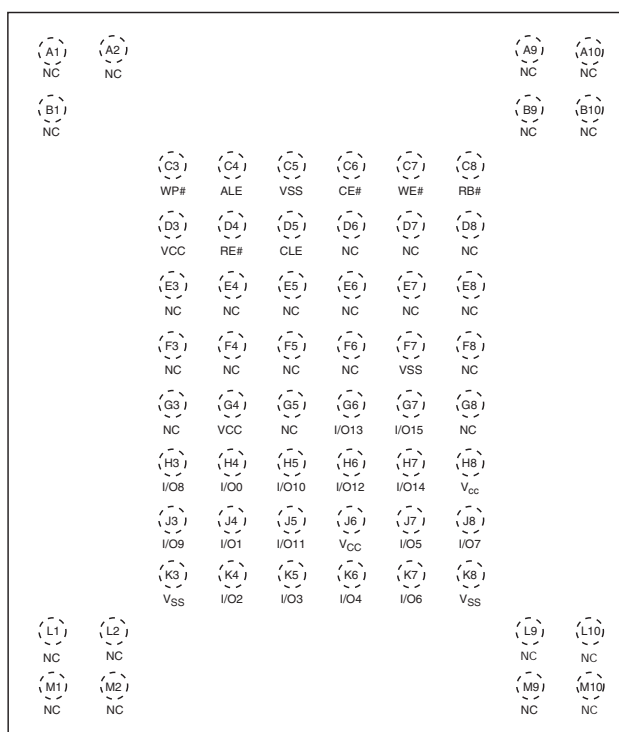 A1 A2 A9 A10
NC NC NC NC
B1 B9 B10
NC NC NC
C3 C4 C5 C6 C7 C8
WP# ALE VSS CE# WE# RB#
D3 D4 D5 D6 D7 D8
VCC RE# CLE NC NC NC
E3 E4 E5 E6 E7 E8
NC NC NC NC NC NC
F3 F4 F5 F6 F7 F8
NC NC NC NC VSS NC
G3 G4 G5 G6 G7 G8
NC VCC NC I/O13 I/O15 NC
H3 H4 H5 H6 H7 H8
I/O8 I/O0 I/O10 I/O12 I/O14 Vcc
J3 J4 J5 J6 J7 J8
I/O9 I/O1 I/O11 VCC I/O5 I/O7
K3 K4 K5 K6 K7 K8
VSS I/O2 I/O3 I/O4 I/O6 VSS
L1 L2 L9 L10
NC NC NC NC
M1 M2 M9 M10
NC NC NC NC